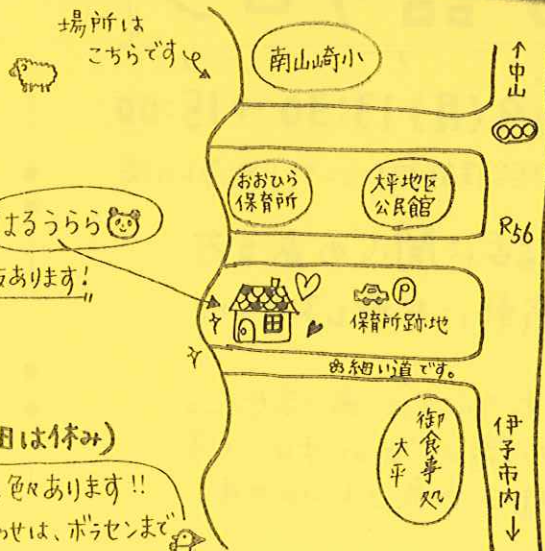 場所は
こちらです
南山崎小
↑中山
おおひら
保育所
大平地区
公民館
R56
はるうらら
あります!
Ⓟ
保育所跡地
細い道です。
御食事処
大平
伊予市内↓
日は休み)
色々あります!!
わせは、ボラセンまで